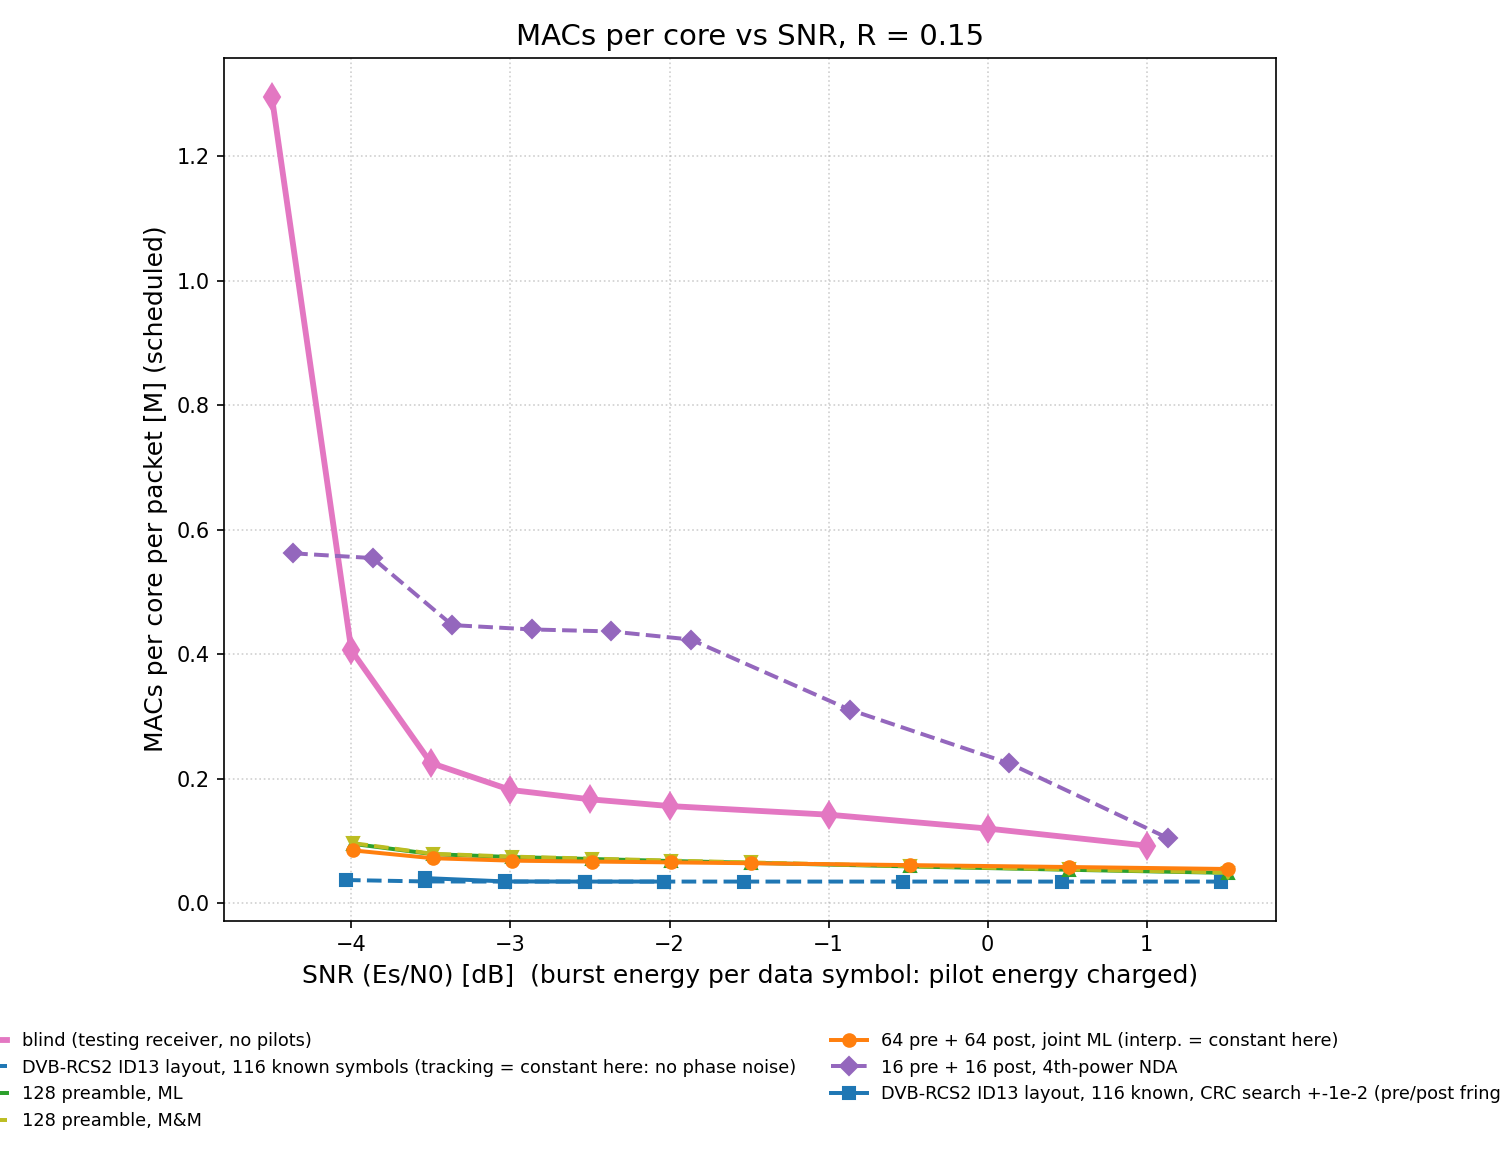 MACs per core vs SNR, R = 0.15
MACs per core per packet [M] (scheduled)
1.2
1.0
0.8
0.6
0.4
0.2
0.0
−4
−3
−2
−1
0
1
SNR (Es/N0) [dB]  (burst energy per data symbol: pilot energy charged)
blind (testing receiver, no pilots)
DVB-RCS2 ID13 layout, 116 known symbols (tracking = constant here: no phase noise)
128 preamble, ML
128 preamble, M&M
64 pre + 64 post, joint ML (interp. = constant here)
16 pre + 16 post, 4th-power NDA
DVB-RCS2 ID13 layout, 116 known, CRC search +-1e-2 (pre/post fring